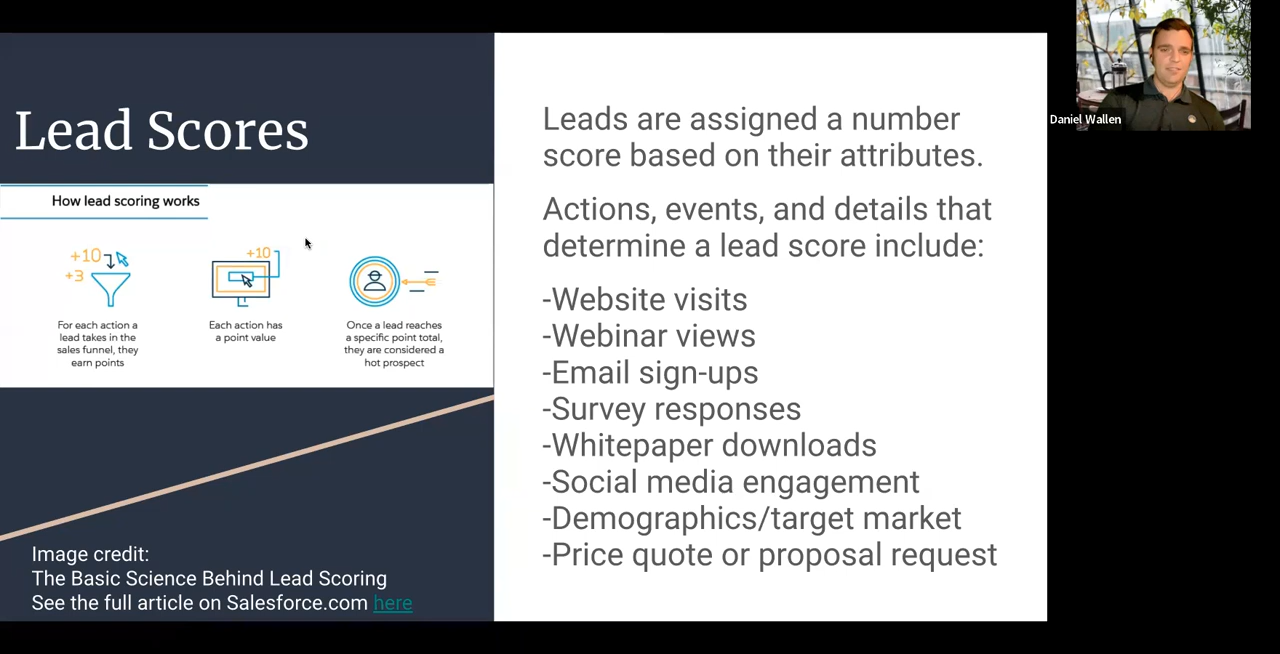 Lead Scores
How lead scoring works
+10
+3
For each action a
lead takes in the
sales funnel, they
earn points
+10
Each action has
a point value
Once a lead reaches
a specific point total,
they are considered a
hot prospect
Image credit:
The Basic Science Behind Lead Scoring
See the full article on Salesforce.com here
Leads are assigned a number
score based on their attributes.
Actions, events, and details that
determine a lead score include:
-Website visits
-Webinar views
-Email sign-ups
-Survey responses
-Whitepaper downloads
-Social media engagement
-Demographics/target market
-Price quote or proposal request
Daniel Wallen